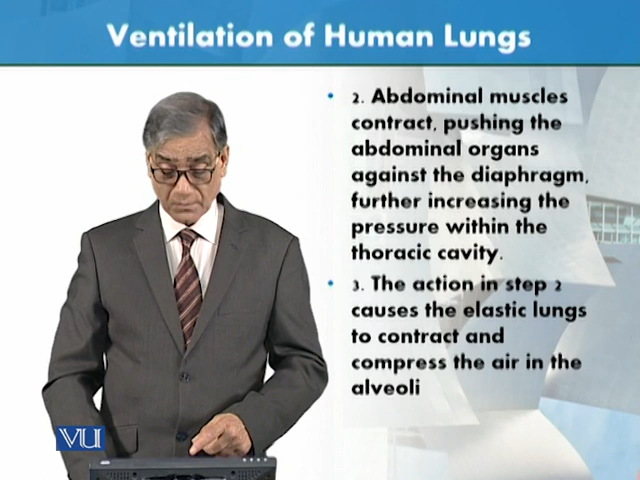 Ventilation of Human Lungs
• 2. Abdominal muscles
contract, pushing the
abdominal organs
against the diaphragm,
further increasing the
pressure within the
thoracic cavity.
• 3. The action in step 2
causes the elastic lungs
to contract and
compress the air in the
alveoli
VU